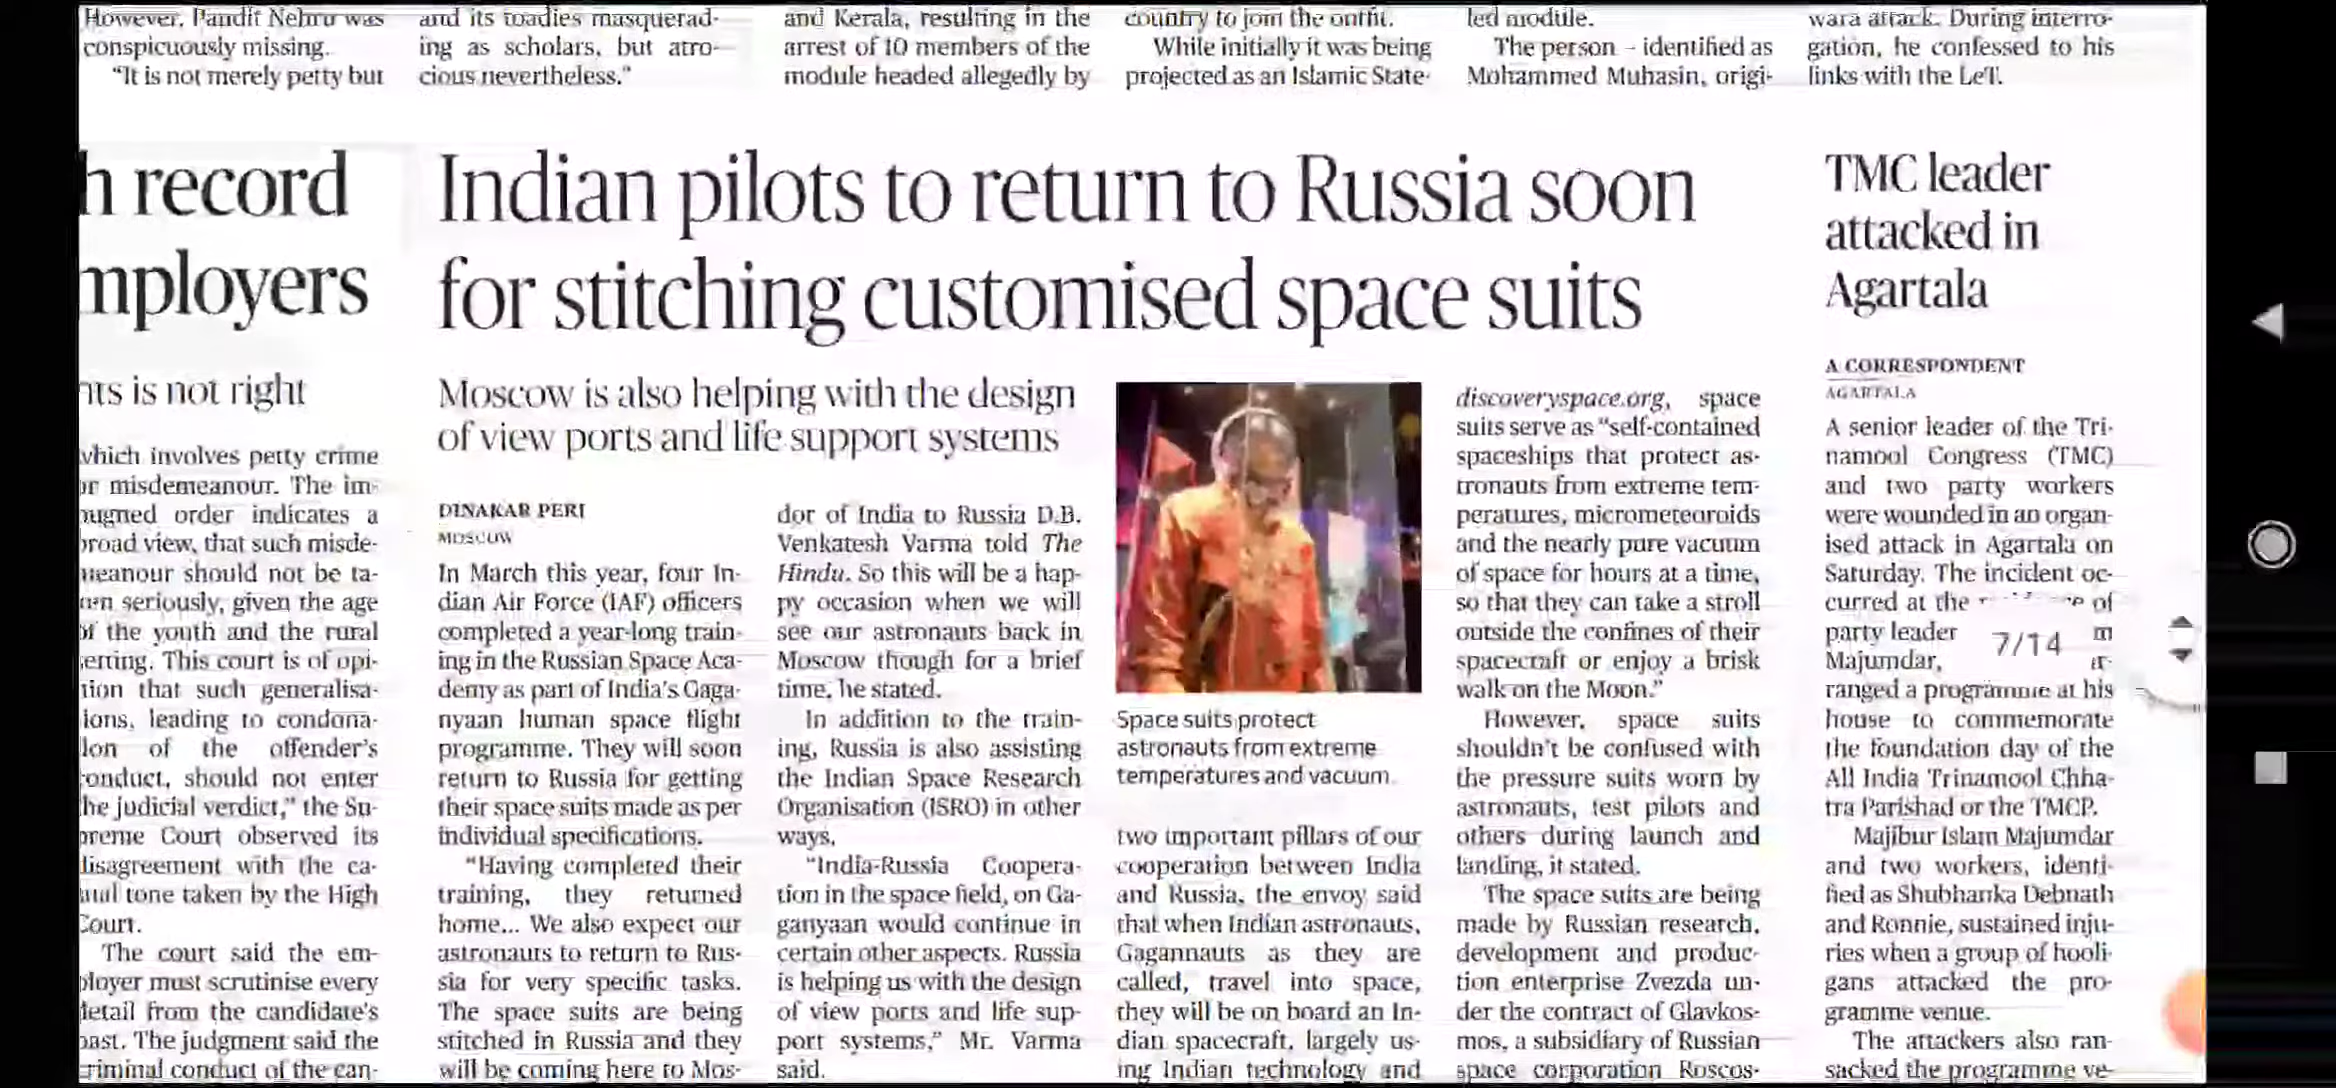 However, Pandit Nehru was
conspicuously missing.
"It is not merely petty but
and its toadies masquerad-
ing as scholars, but atro-
cious nevertheless."
and Kerala, resulting in the
arrest of 10 members of the
module headed allegedly by
country to join the outfit.
While initially it was being
projected as an Islamic State-
led module.
The person - identified as
Mohammed Muhasin, origi-
wara attack. During interro-
gation, he confessed to his
links with the LeT.
h record
mployers
nts is not right
which involves petty crime
or misdemeanour. The im-
pugned order indicates a
broad view, that such misde-
meanour should not be ta-
ken seriously, given the age
of the youth and the rural
setting. This court is of opi-
nion that such generalisa-
ions, leading to condona-
ion of the offender's
conduct, should not enter
he judicial verdict," the Su-
preme Court observed its
disagreement with the ca-
sual tone taken by the High
Court.
The court said the em-
ployer must scrutinise every
detail from the candidate's
past. The judgment said the
criminal conduct of the can-
Indian pilots to return to Russia soon
for stitching customised space suits
Moscow is also helping with the design
of view ports and life support systems
DINAKAR PERI
MOSCOW
In March this year, four In-
dian Air Force (IAF) officers
completed a year-long train-
ing in the Russian Space Aca-
demy as part of India's Gaga-
nyaan human space flight
programme. They will soon
return to Russia for getting
their space suits made as per
individual specifications.
"Having completed their
training, they returned
home... We also expect our
astronauts to return to Rus-
sia for very specific tasks.
The space suits are being
stitched in Russia and they
will be coming here to Mos-
dor of India to Russia D.B.
Venkatesh Varma told The
Hindu. So this will be a hap-
py occasion when we will
see our astronauts back in
Moscow though for a brief
time, he stated.
In addition to the train-
ing, Russia is also assisting
the Indian Space Research
Organisation (ISRO) in other
ways.
"India-Russia Coopera-
tion in the space field, on Ga-
ganyaan would continue in
certain other aspects. Russia
is helping us with the design
of view ports and life sup-
port systems," Mr. Varma
said.
Space suits protect
astronauts from extreme
temperatures and vacuum.
two important pillars of our
cooperation between India
and Russia, the envoy said
that when Indian astronauts,
Gagannauts as they are
called, travel into space,
they will be on board an In-
dian spacecraft, largely us-
ing Indian technology and
discoveryspace.org, space
suits serve as "self-contained
spaceships that protect as-
tronauts from extreme tem-
peratures, micrometeoroids
and the nearly pure vacuum
of space for hours at a time,
so that they can take a stroll
outside the confines of their
spacecraft or enjoy a brisk
walk on the Moon."
However, space suits
shouldn't be confused with
the pressure suits worn by
astronauts, test pilots and
others during launch and
landing, it stated.
The space suits are being
made by Russian research,
development and produc-
tion enterprise Zvezda un-
der the contract of Glavkos-
mos, a subsidiary of Russian
space corporation Roscos-
TMC leader
attacked in
Agartala
A CORRESPONDENT
AGARTALA
A senior leader of the Tri-
namool Congress (TMC)
and two party workers
were wounded in an organ-
ised attack in Agartala on
Saturday. The incident oc-
curred at the of
party leader
Majumdar,
ranged a programme at his
house to commemorate
the foundation day of the
All India Trinamool Chha-
tra Parishad or the TMCP.
Majibur Islam Majumdar
and two workers, identi-
fied as Shubhanka Debnath
and Ronnie, sustained inju-
ries when a group of hooli-
gans attacked the pro-
gramme venue.
The attackers also ran-
sacked the programme ve-
7/14